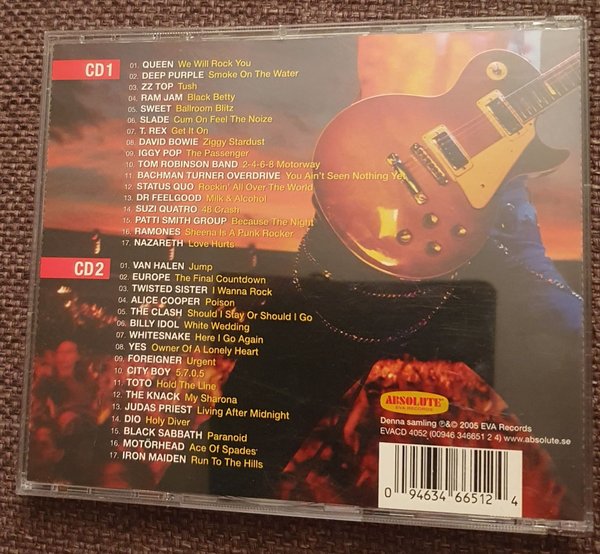 CD1
01. QUEEN We Will Rock You
02. DEEP PURPLE Smoke On The Water
03. ZZ TOP Tush
04. RAM JAM Black Betty
05. SWEET Ballroom Blitz
06. SLADE Cum On Feel The Noize
07. T. REX Get It On
08. DAVID BOWIE Ziggy Stardust
09. IGGY POP The Passenger
10. TOM ROBINSON BAND 2-4-6-8 Motorway
11. BACHMAN TURNER OVERDRIVE You Ain't Seen Nothing Yet
12. STATUS QUO Rockin' All Over The World
13. DR FEELGOOD Milk & Alcohol
14. SUZI QUATRO 48 Crash
15. PATTI SMITH GROUP Because The Night
16. RAMONES Sheena Is A Punk Rocker
17. NAZARETH Love Hurts
CD2
01. VAN HALEN Jump
02. EUROPE The Final Countdown
03. TWISTED SISTER I Wanna Rock
04. ALICE COOPER Poison
05. THE CLASH Should I Stay Or Should I Go
06. BILLY IDOL White Wedding
07. WHITESNAKE Here I Go Again
08. YES Owner Of A Lonely Heart
09. FOREIGNER Urgent
10. CITY BOY 5.7.0.5
11. TOTO Hold The Line
12. THE KNACK My Sharona
13. JUDAS PRIEST Living After Midnight
14. DIO Holy Diver
15. BLACK SABBATH Paranoid
16. MOTÖRHEAD Ace Of Spades
17. IRON MAIDEN Run To The Hills
ABSOLUTE
EVA RECORDS
Denna samling ℗&© 2005 EVA Records
EVACD 4052 (00946 346651 2 4) www.absolute.se
0 94634 66512 4